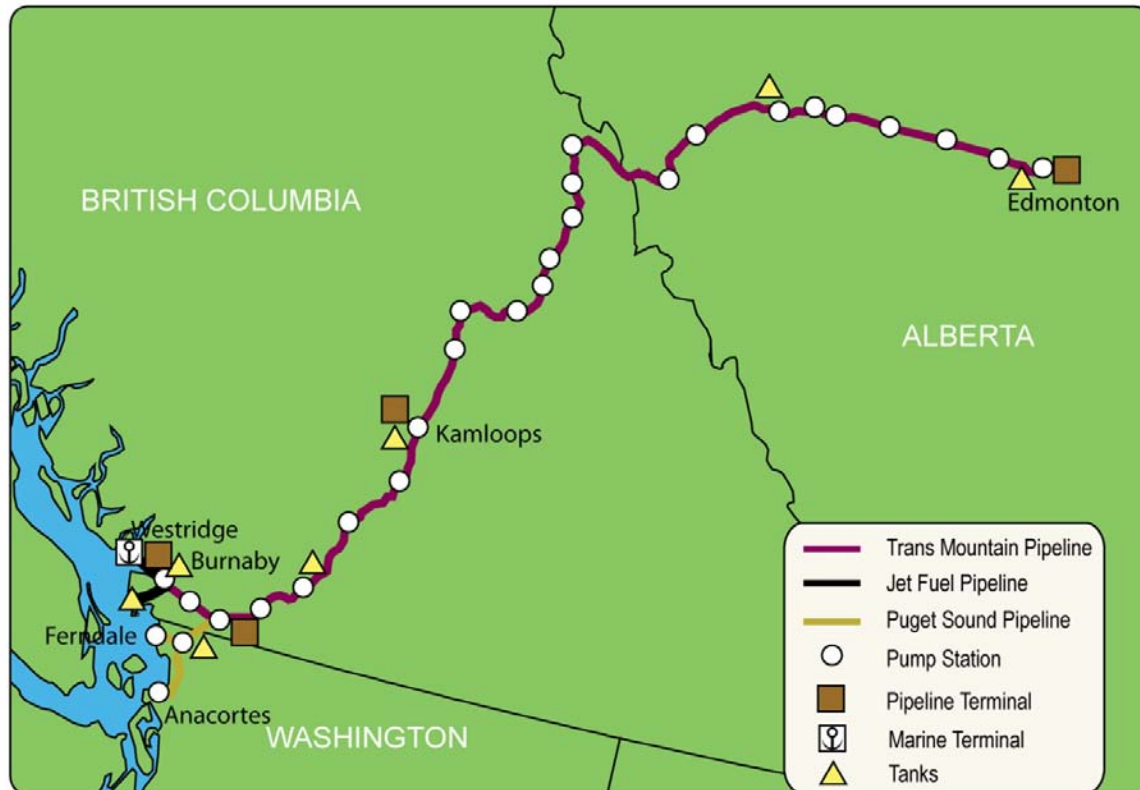 BRITISH COLUMBIA
Edmonton
ALBERTA
Kamloops
Westridge
Burnaby
Ferndale
Anacortes
WASHINGTON
Trans Mountain Pipeline
Jet Fuel Pipeline
Puget Sound Pipeline
Pump Station
Pipeline Terminal
Marine Terminal
Tanks